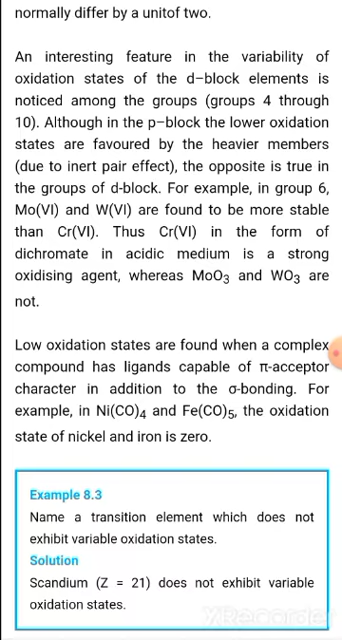 normally differ by a unitof two.
An interesting feature in the variability of
oxidation states of the d–block elements is
noticed among the groups (groups 4 through
10). Although in the p–block the lower oxidation
states are favoured by the heavier members
(due to inert pair effect), the opposite is true in
the groups of d-block. For example, in group 6,
Mo(VI) and W(VI) are found to be more stable
than Cr(VI). Thus Cr(VI) in the form of
dichromate in acidic medium is a strong
oxidising agent, whereas MoO₃ and WO₃ are
not.
Low oxidation states are found when a complex
compound has ligands capable of π-acceptor
character in addition to the σ-bonding. For
example, in Ni(CO)₄ and Fe(CO)₅, the oxidation
state of nickel and iron is zero.
Example 8.3
Name a transition element which does not
exhibit variable oxidation states.
Solution
Scandium (Z = 21) does not exhibit variable
oxidation states.
XRecorder